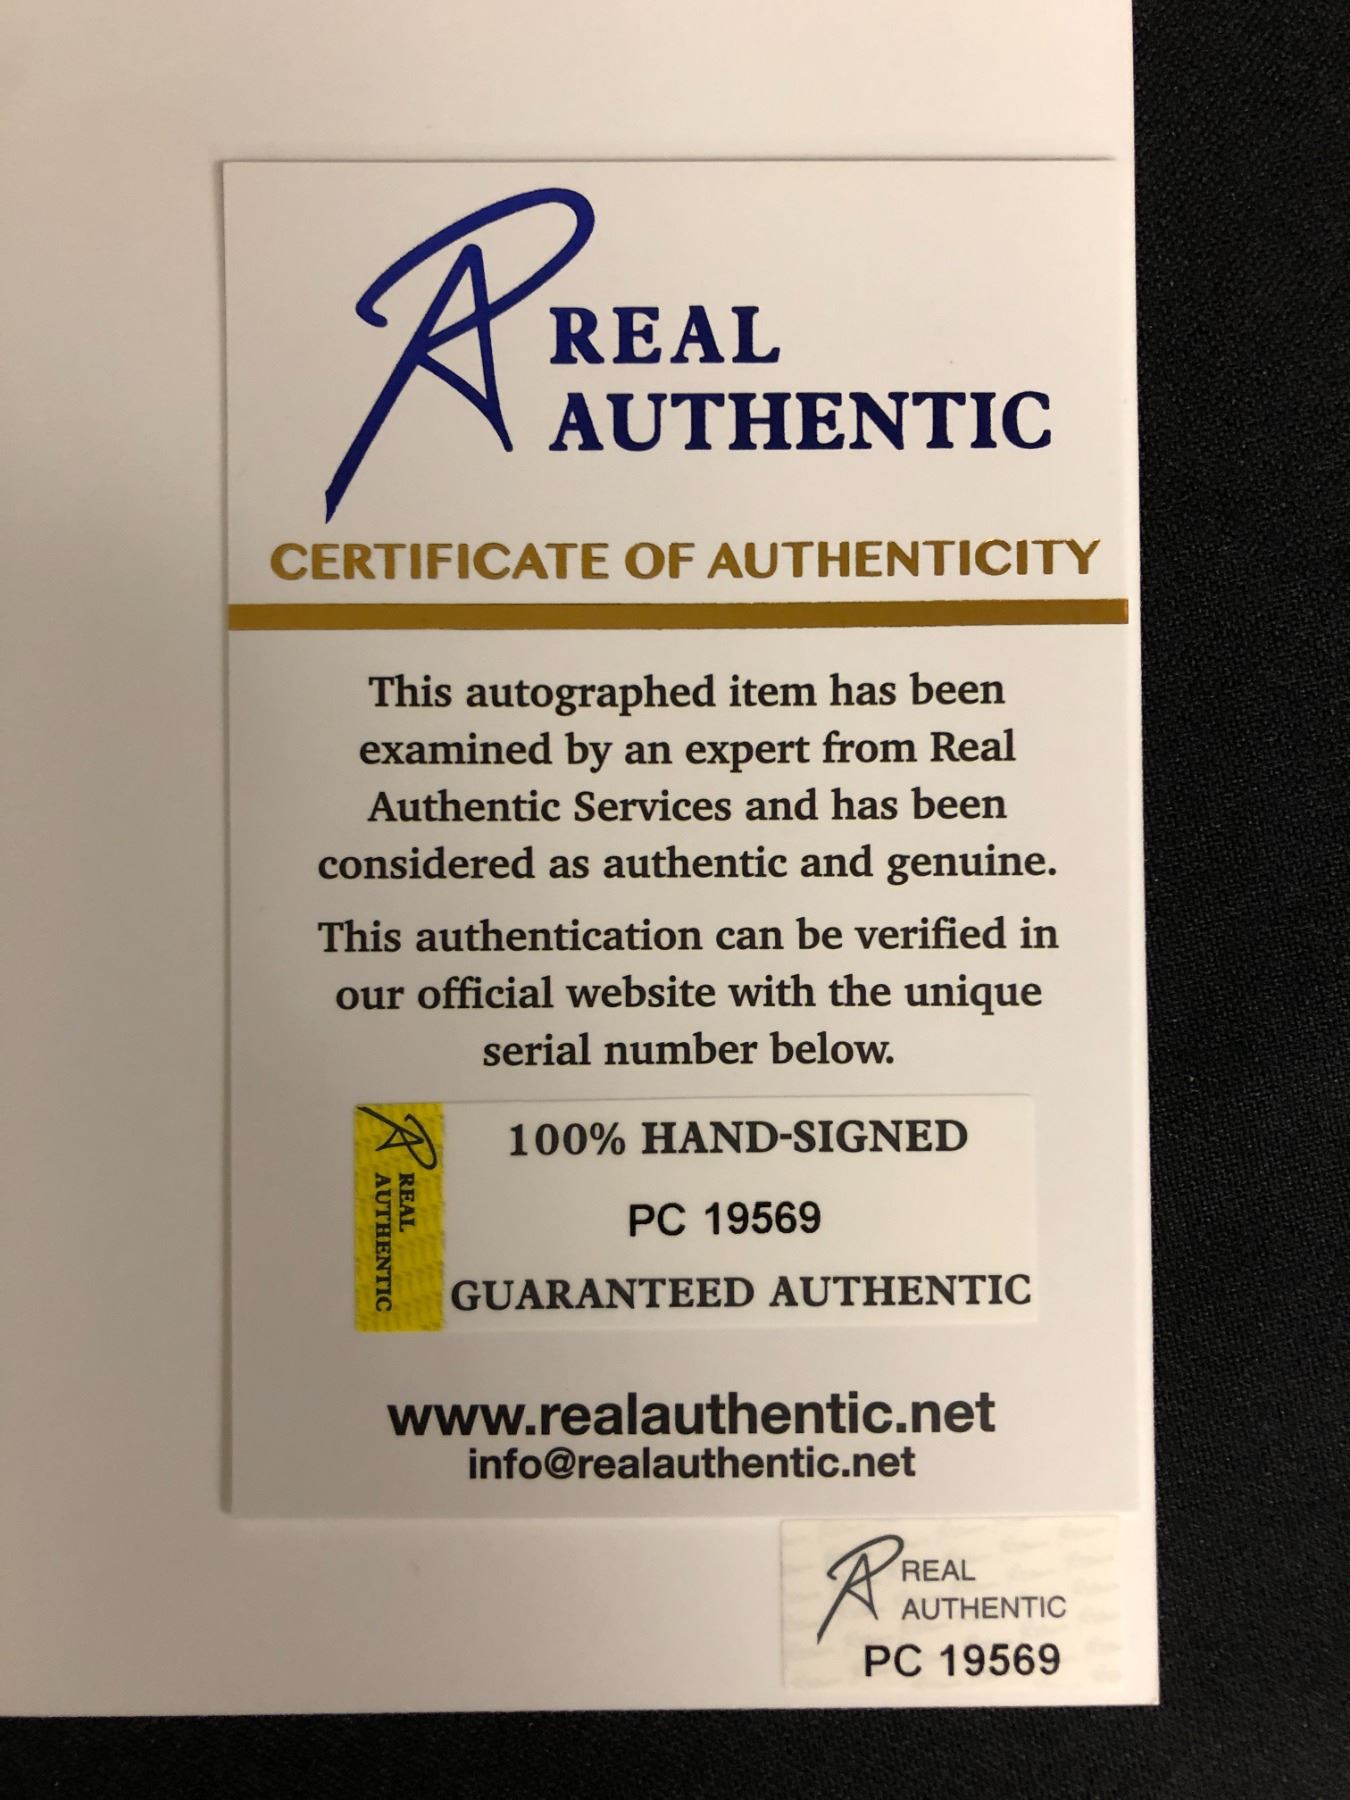 REAL
AUTHENTIC
CERTIFICATE OF AUTHENTICITY
This autographed item has been
examined by an expert from Real
Authentic Services and has been
considered as authentic and genuine.
This authentication can be verified in
our official website with the unique
serial number below.
REAL
AUTHENTIC
100% HAND-SIGNED
PC 19569
GUARANTEED AUTHENTIC
www.realauthentic.net
info@realauthentic.net
REAL
AUTHENTIC
PC 19569